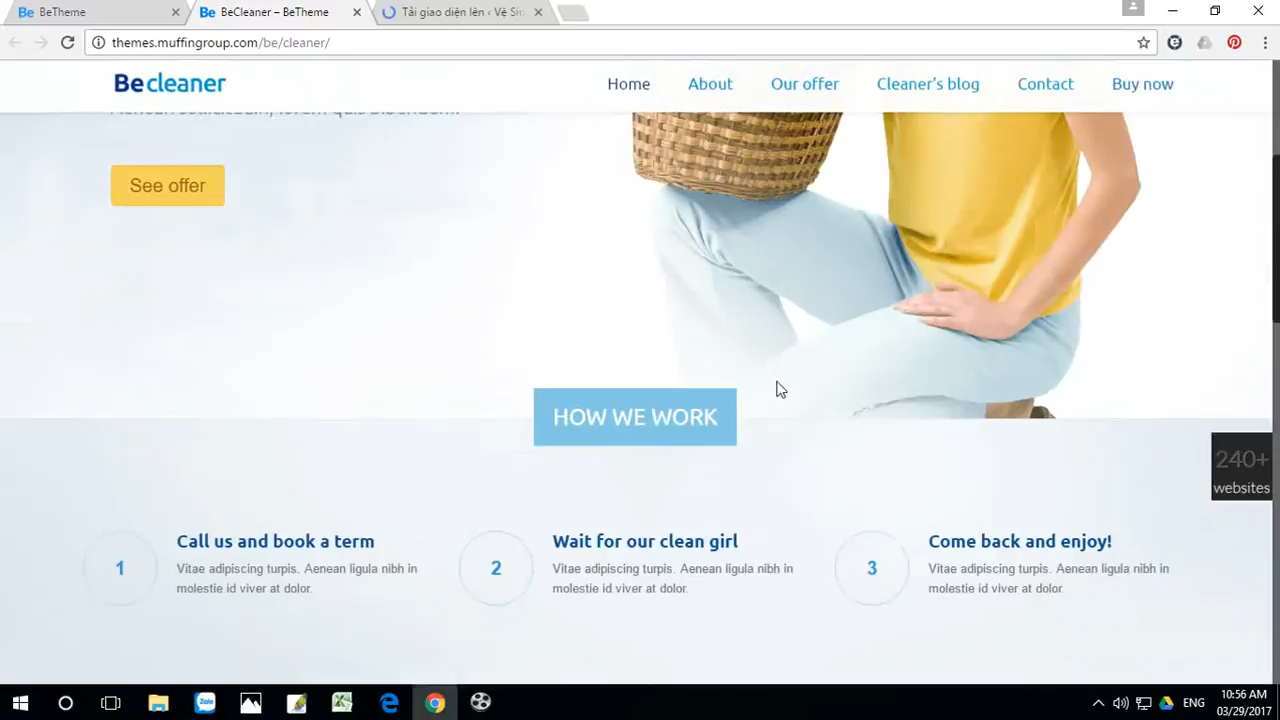 BeTheme
BeCleaner – BeTheme
Tải giao diện lên ‹ Vệ Sin
themes.muffingroup.com/be/cleaner/
Becleaner
Home
About
Our offer
Cleaner's blog
Contact
Buy now
See offer
HOW WE WORK
240+
websites
1
Call us and book a term
Vitae adipiscing turpis. Aenean ligula nibh in
molestie id viver at dolor.
2
Wait for our clean girl
Vitae adipiscing turpis. Aenean ligula nibh in
molestie id viver at dolor.
3
Come back and enjoy!
Vitae adipiscing turpis. Aenean ligula nibh in
molestie id viver at dolor.
Zalo
ENG
10:56 AM
03/29/2017